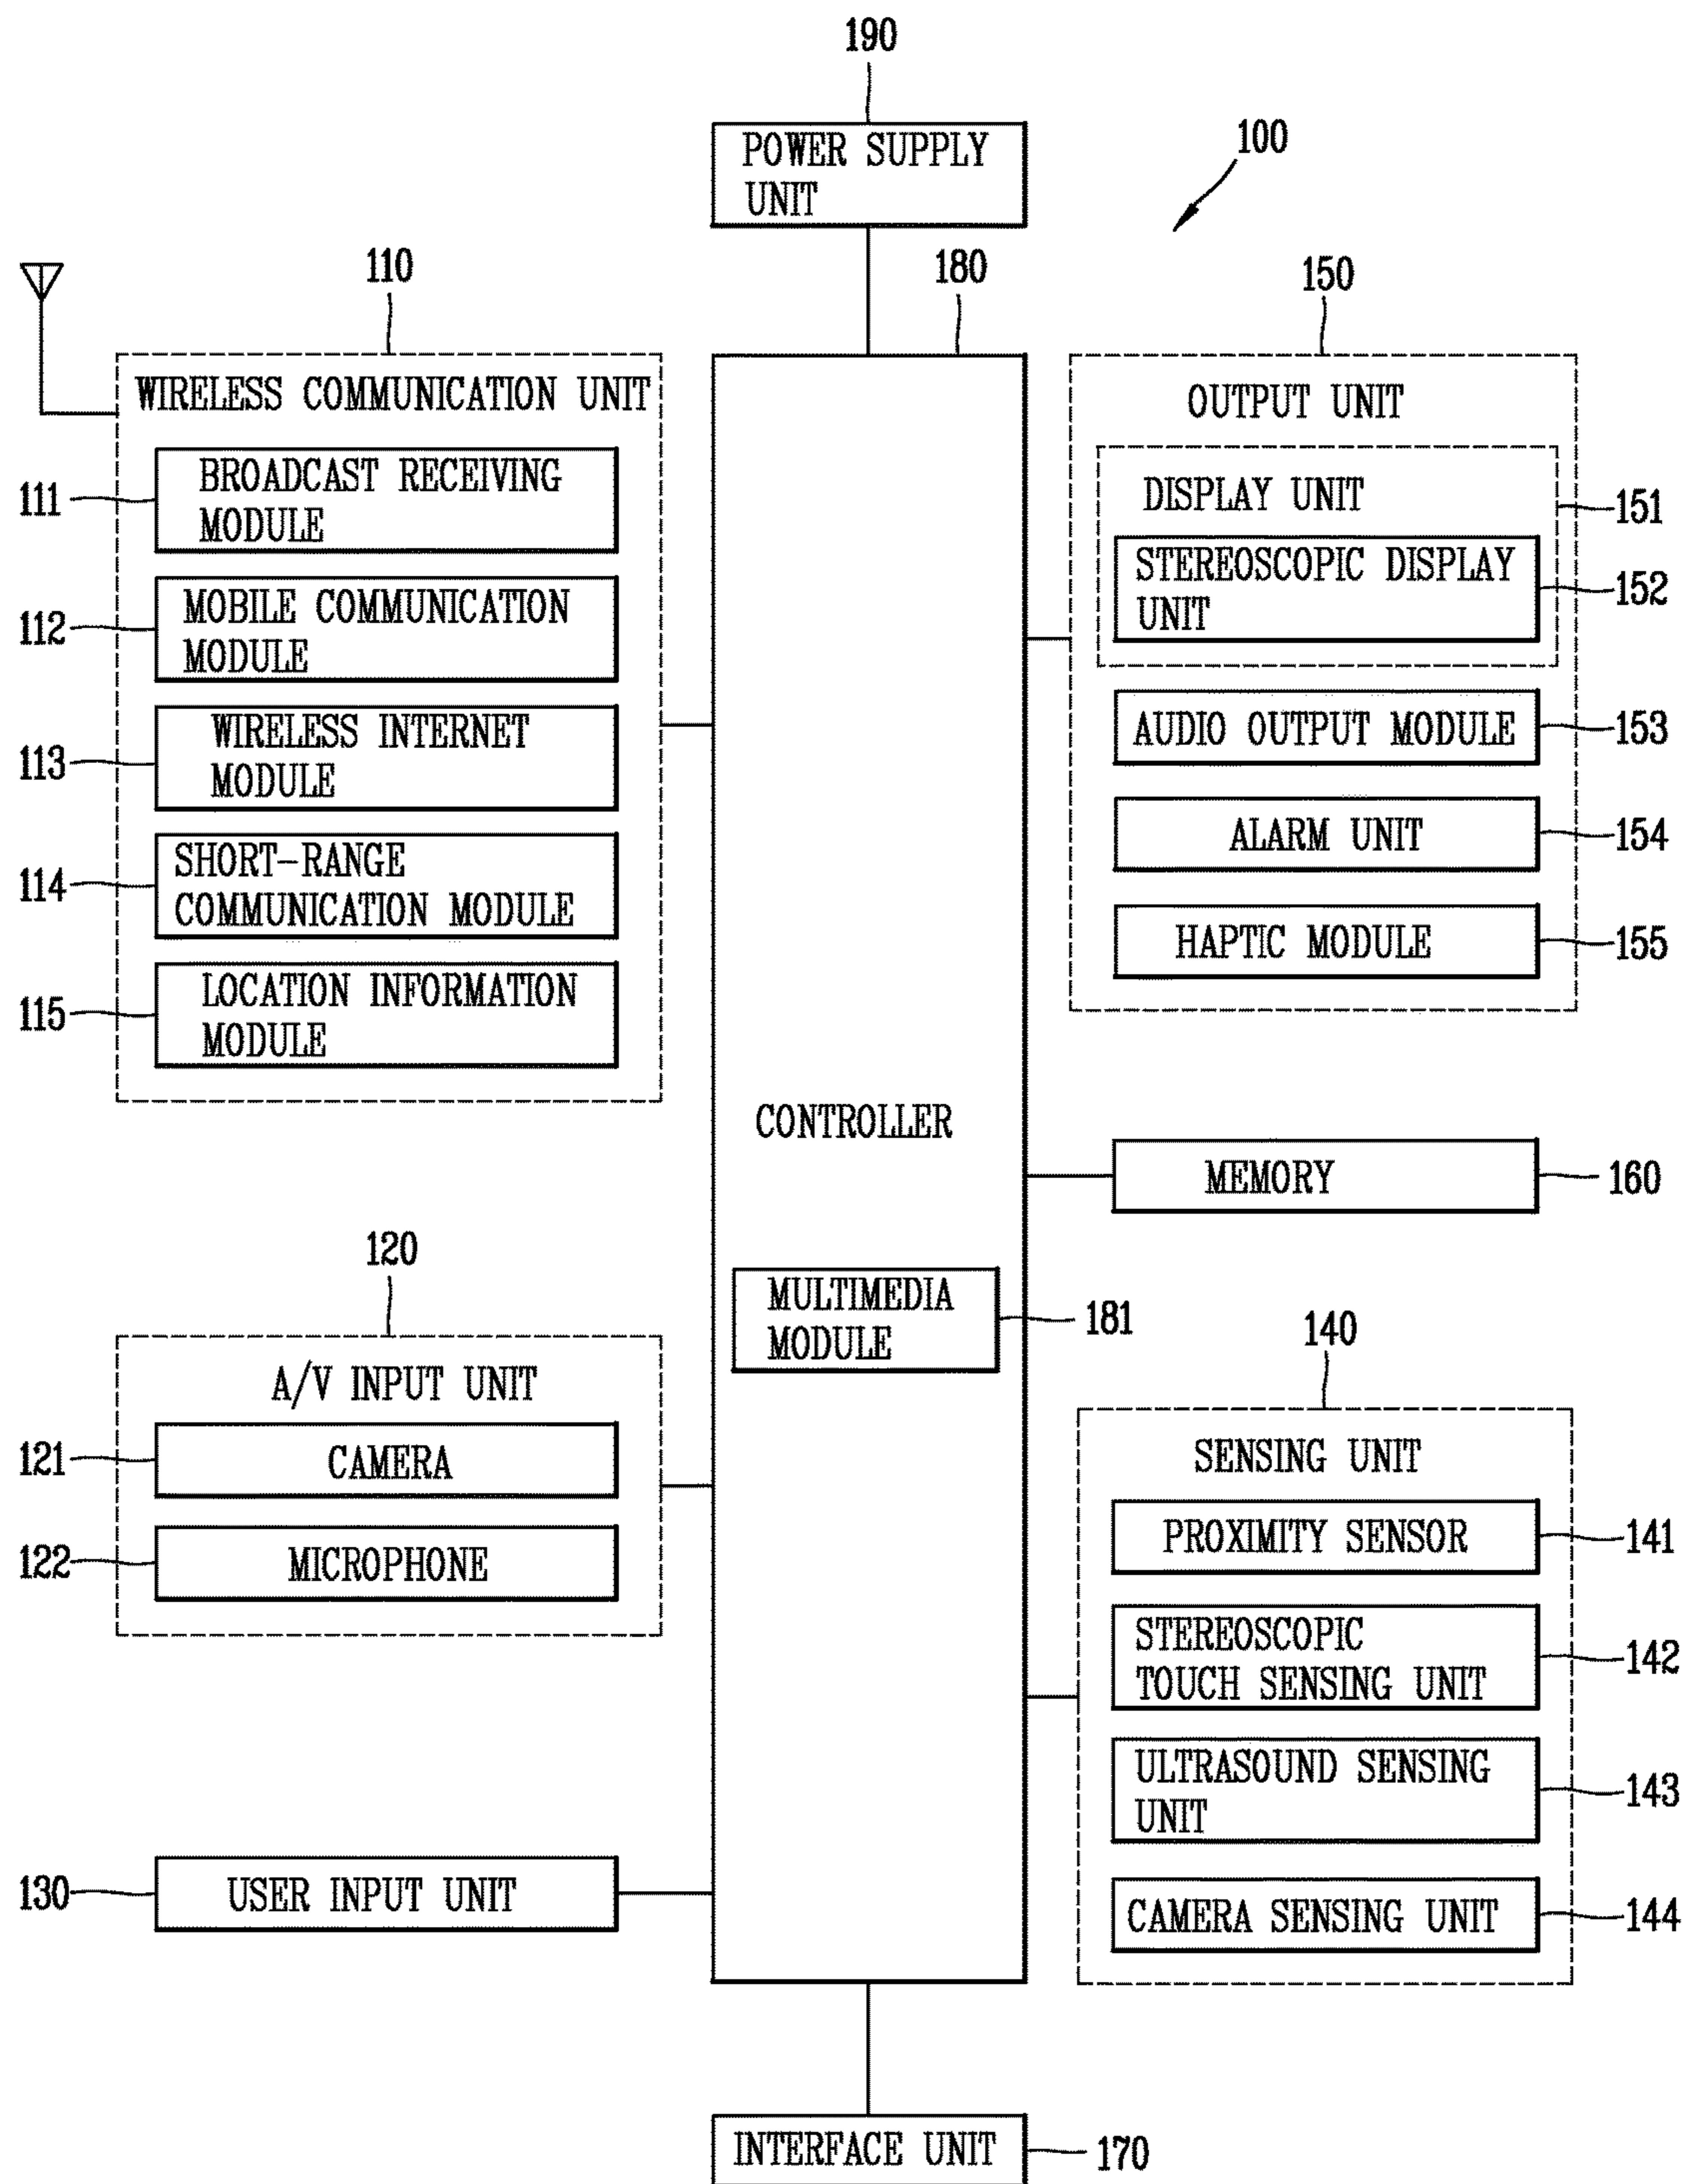 190
POWER SUPPLY
UNIT
100
110
180
150
WIRELESS COMMUNICATION UNIT
111
BROADCAST RECEIVING
MODULE
112
MOBILE COMMUNICATION
MODULE
113
WIRELESS INTERNET
MODULE
114
SHORT-RANGE
COMMUNICATION MODULE
115
LOCATION INFORMATION
MODULE
OUTPUT UNIT
DISPLAY UNIT
151
STEREOSCOPIC DISPLAY
UNIT
152
AUDIO OUTPUT MODULE
153
ALARM UNIT
154
HAPTIC MODULE
155
CONTROLLER
MEMORY
160
MULTIMEDIA
MODULE
181
120
A/V INPUT UNIT
121
CAMERA
122
MICROPHONE
140
SENSING UNIT
PROXIMITY SENSOR
141
STEREOSCOPIC
TOUCH SENSING UNIT
142
ULTRASOUND SENSING
UNIT
143
CAMERA SENSING UNIT
144
130
USER INPUT UNIT
INTERFACE UNIT
170